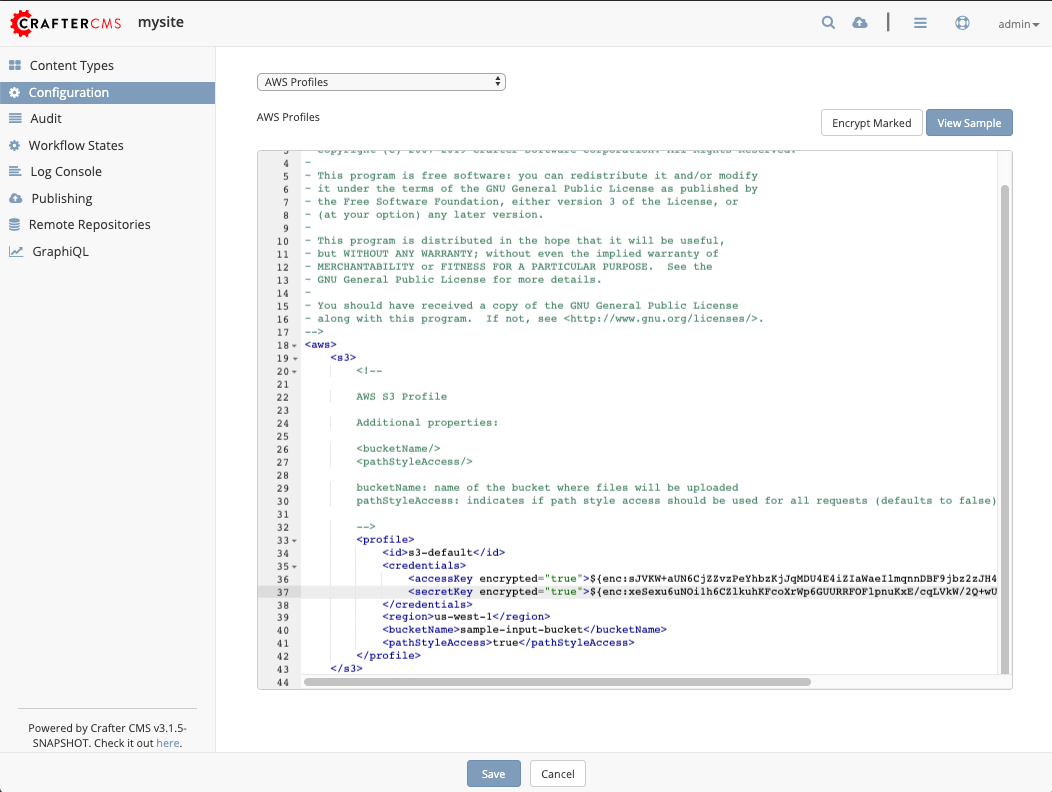 CRAFTERCMS mysite admin
Content Types
Configuration
Audit
Workflow States
Log Console
Publishing
Remote Repositories
GraphiQL
Powered by Crafter CMS v3.1.5-
SNAPSHOT. Check it out here.
AWS Profiles
AWS Profiles
Encrypt Marked View Sample
4 -
5 - This program is free software: you can redistribute it and/or modify
6 - it under the terms of the GNU General Public License as published by
7 - the Free Software Foundation, either version 3 of the License, or
8 - (at your option) any later version.
9 -
10 - This program is distributed in the hope that it will be useful,
11 - but WITHOUT ANY WARRANTY; without even the implied warranty of
12 - MERCHANTABILITY or FITNESS FOR A PARTICULAR PURPOSE.  See the
13 - GNU General Public License for more details.
14 -
15 - You should have received a copy of the GNU General Public License
16 - along with this program.  If not, see <http://www.gnu.org/licenses/>.
17 -->
18 <aws>
19 <s3>
20 <!--
21
22 AWS S3 Profile
23
24 Additional properties:
25
26 <bucketName/>
27 <pathStyleAccess/>
28
29 bucketName: name of the bucket where files will be uploaded
30 pathStyleAccess: indicates if path style access should be used for all requests (defaults to false)
31
32 -->
33 <profile>
34 <id>s3-default</id>
35 <credentials>
36 <accessKey encrypted="true">${enc:
37 <secretKey encrypted="true">${enc:
38 </credentials>
39 <region>us-west-1</region>
40 <bucketName>sample-input-bucket</bucketName>
41 <pathStyleAccess>true</pathStyleAccess>
42 </profile>
43 </s3>
44
Save Cancel